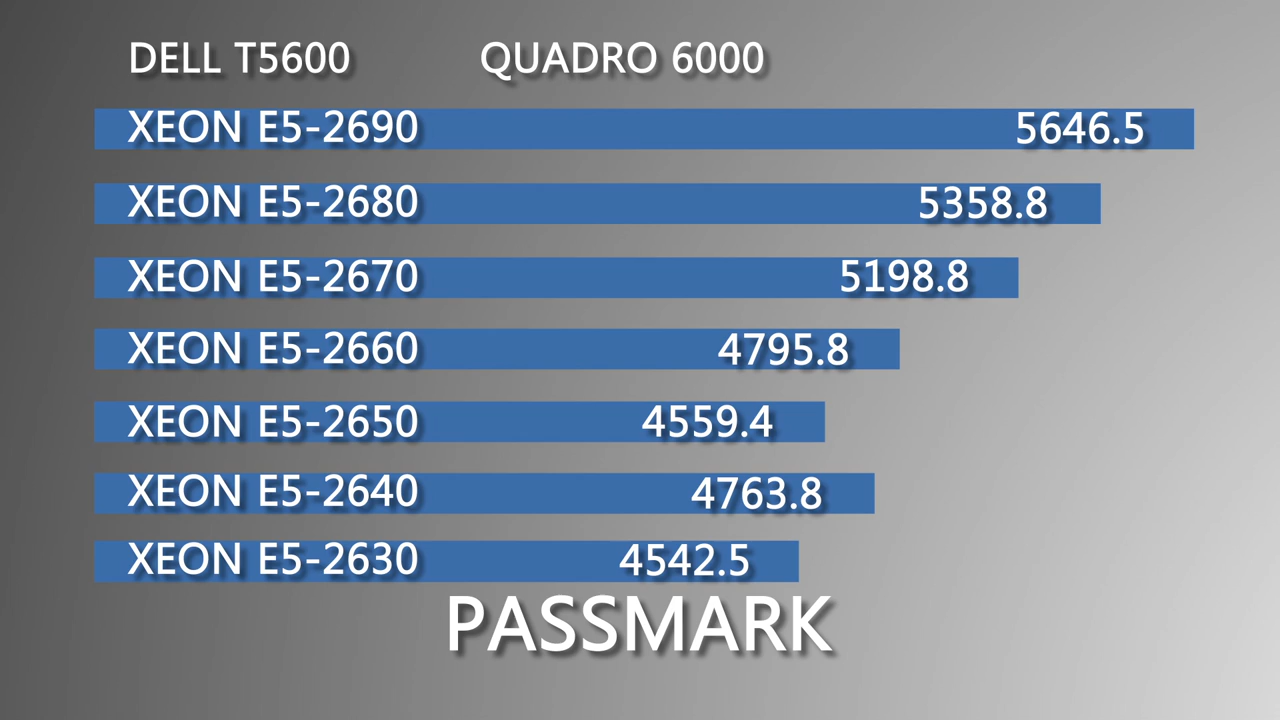 DELL T5600 QUADRO 6000
XEON E5-2690 5646.5
XEON E5-2680 5358.8
XEON E5-2670 5198.8
XEON E5-2660 4795.8
XEON E5-2650 4559.4
XEON E5-2640 4763.8
XEON E5-2630 4542.5
PASSMARK